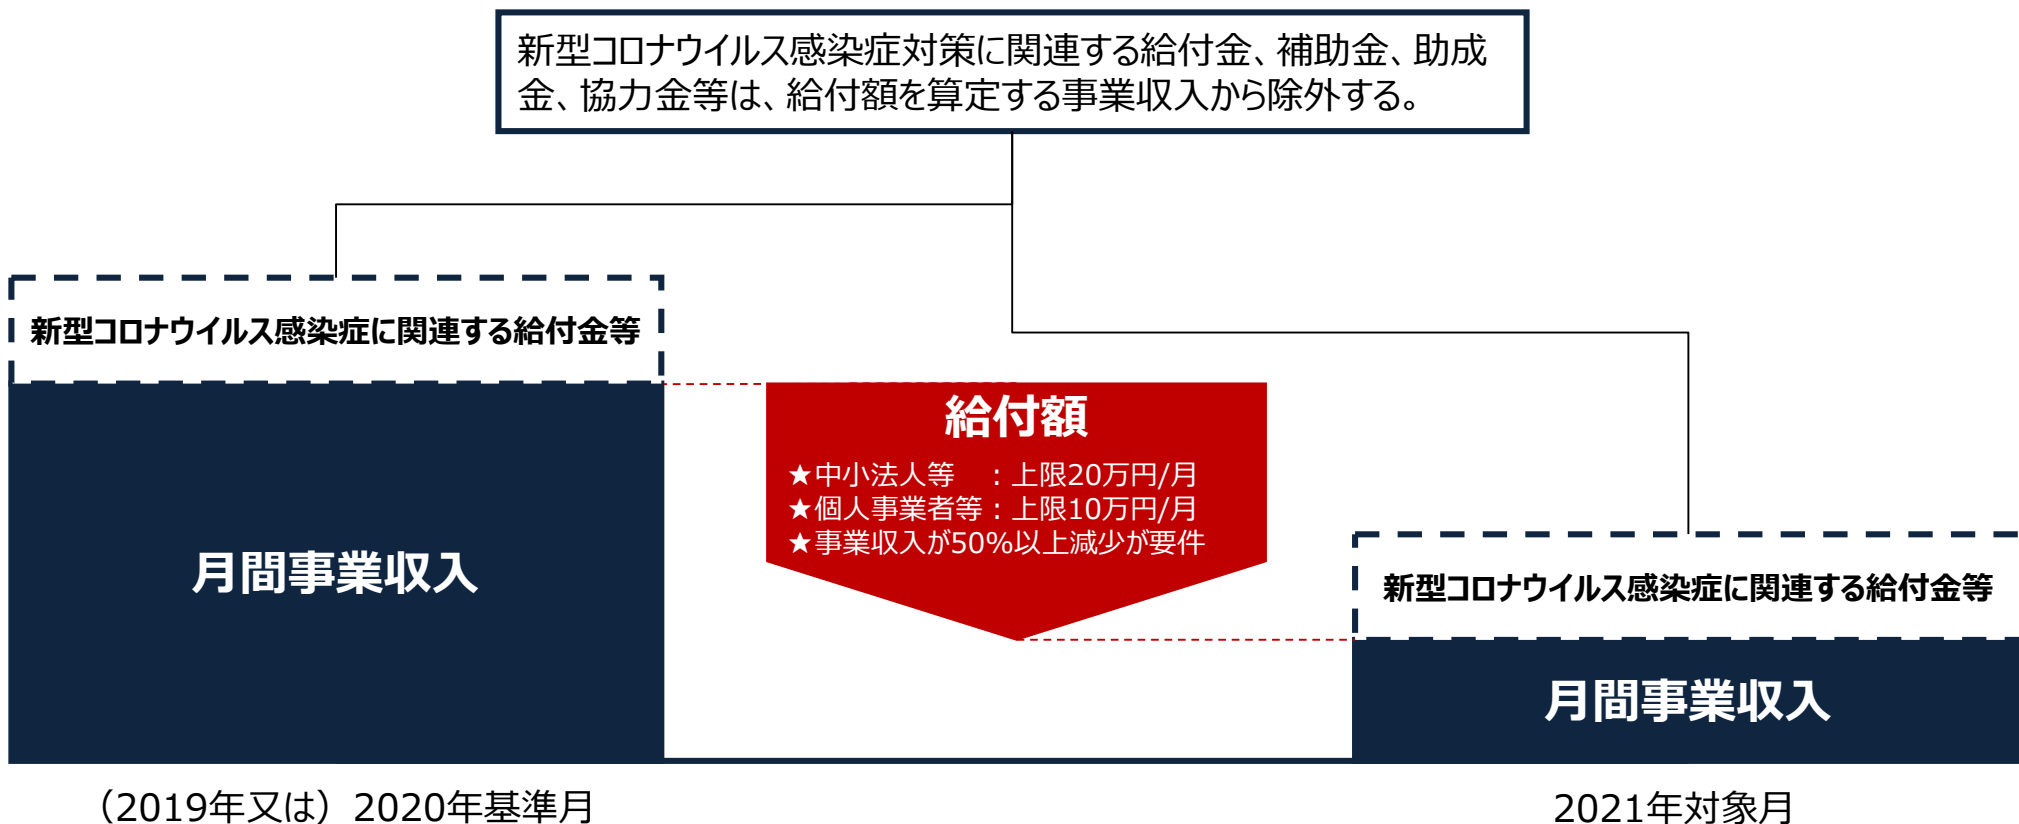 新型コロナウイルス感染症対策に関連する給付金、補助金、助成
金、協力金等は、給付額を算定する事業収入から除外する。
新型コロナウイルス感染症に関連する給付金等
月間事業収入
給付額
★中小法人等　：上限20万円/月
★個人事業者等：上限10万円/月
★事業収入が50%以上減少が要件
新型コロナウイルス感染症に関連する給付金等
月間事業収入
（2019年又は）2020年基準月
2021年対象月